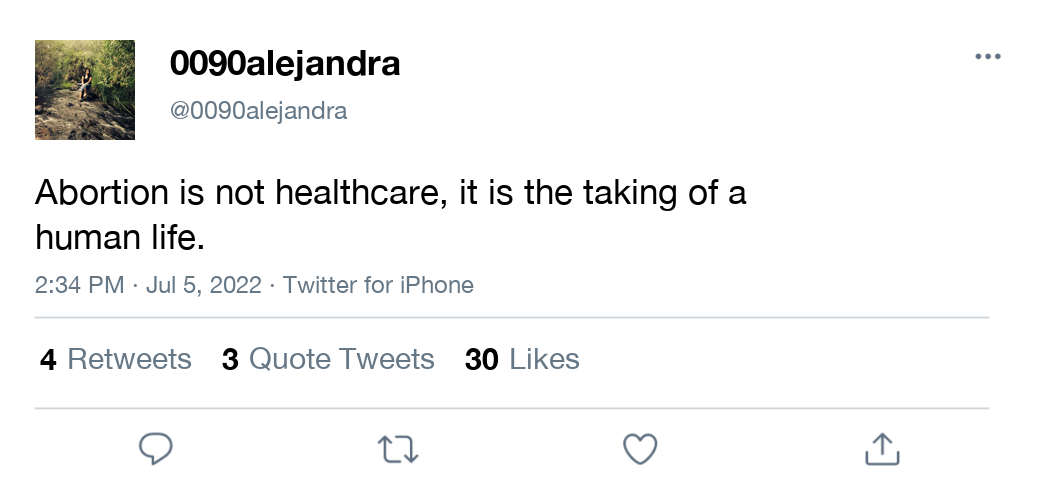 0090alejandra
@0090alejandra
Abortion is not healthcare, it is the taking of a
human life.
2:34 PM · Jul 5, 2022 · Twitter for iPhone
4 Retweets 3 Quote Tweets 30 Likes